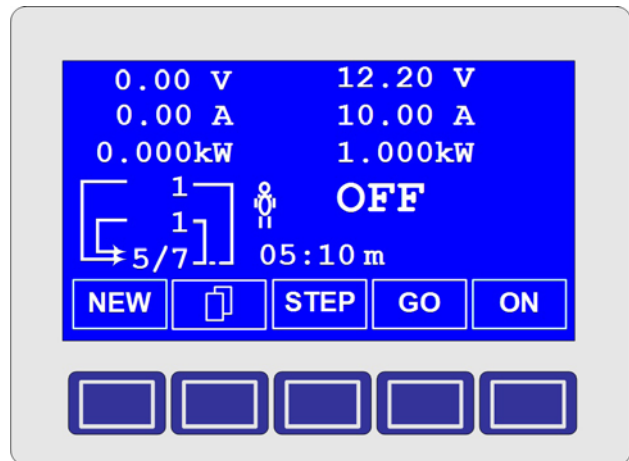 0.00 V 12.20 V
0.00 A 10.00 A
0.000kW 1.000kW
1 OFF
1
5/7 05:10 m
NEW STEP GO ON